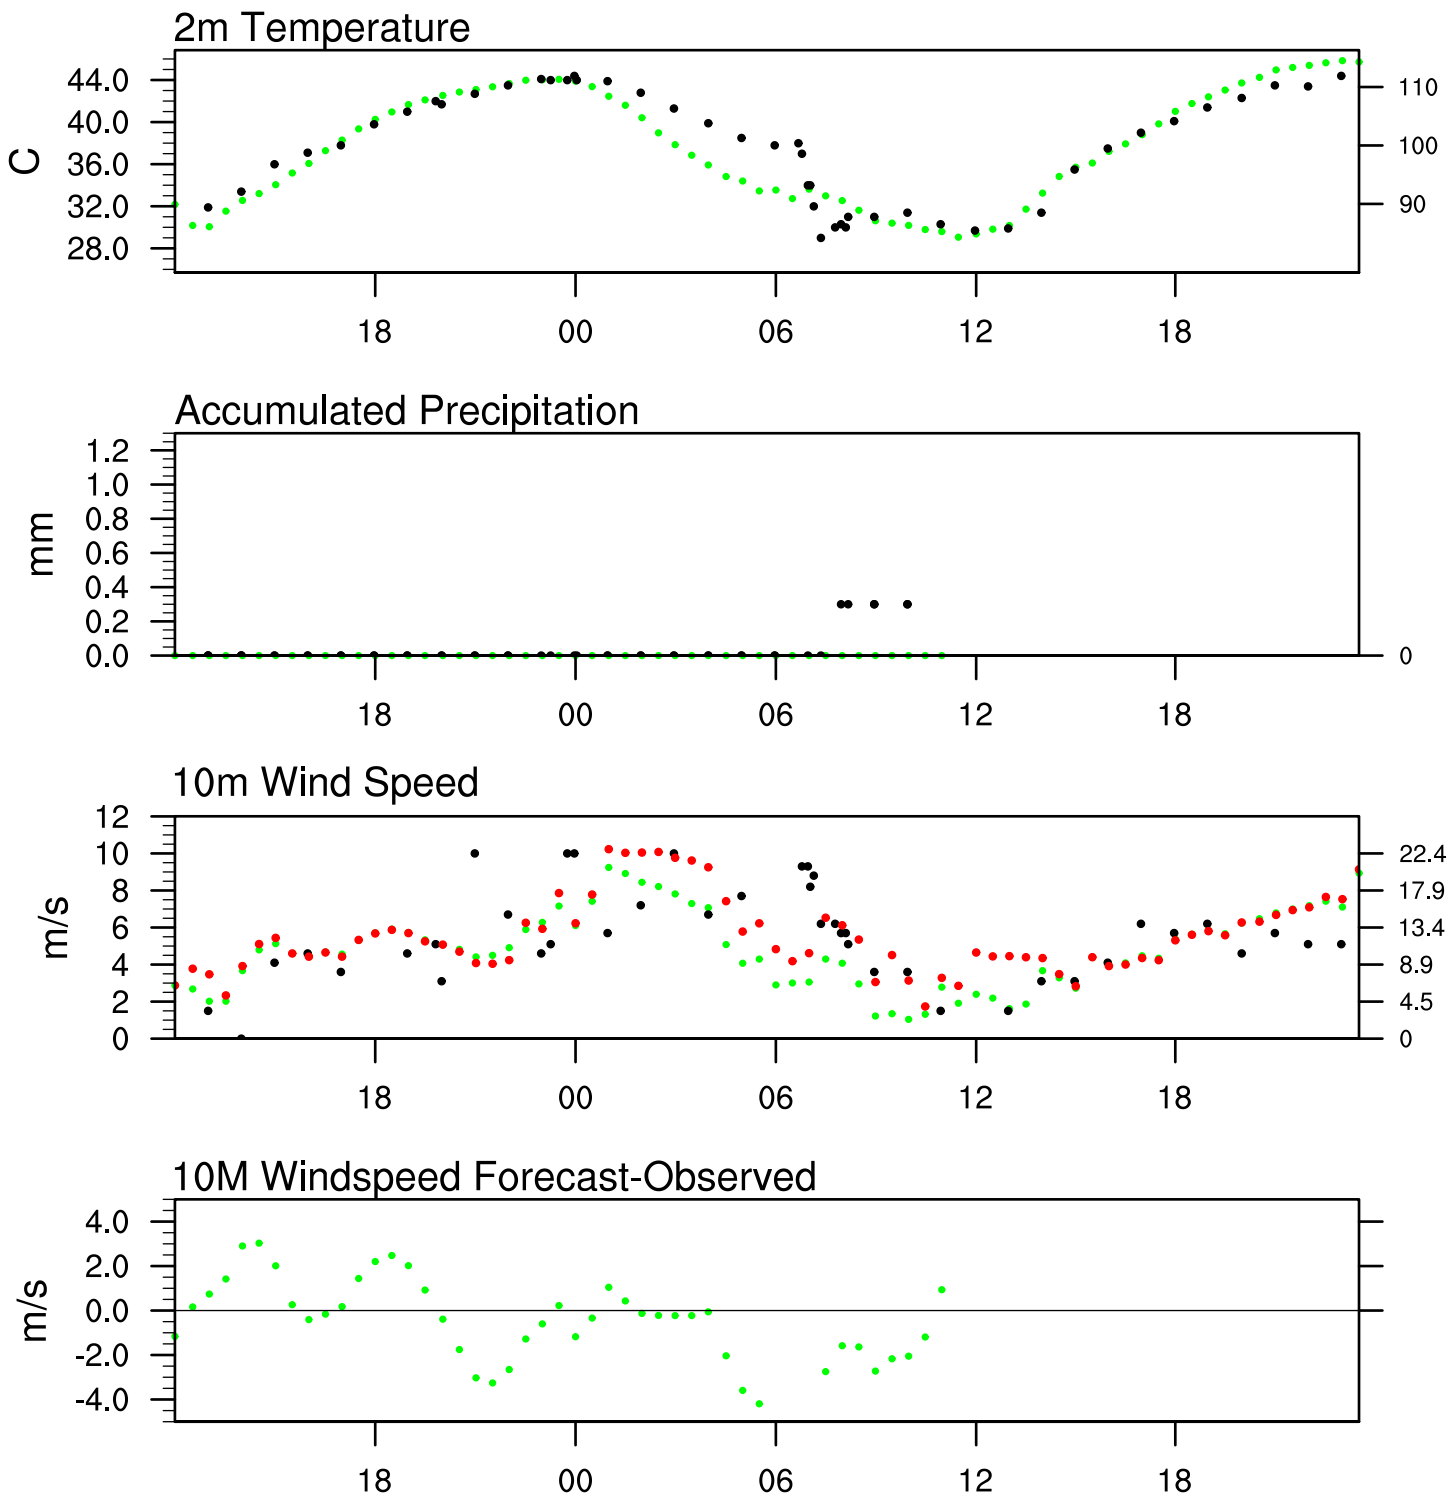 2m Temperature
44.0
40.0
36.0
32.0
28.0
C
110
100
90
18 00 06 12 18
Accumulated Precipitation
1.2
1.0
0.8
0.6
0.4
0.2
0.0
mm
0
18 00 06 12 18
10m Wind Speed
12
10
8
6
4
2
0
m/s
22.4
17.9
13.4
8.9
4.5
0
18 00 06 12 18
10M Windspeed Forecast-Observed
4.0
2.0
0.0
-2.0
-4.0
m/s
18 00 06 12 18